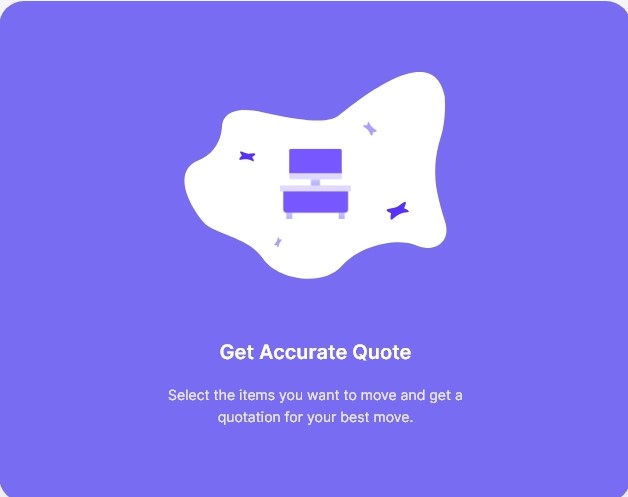 Get Accurate Quote
Select the items you want to move and get a
quotation for your best move.